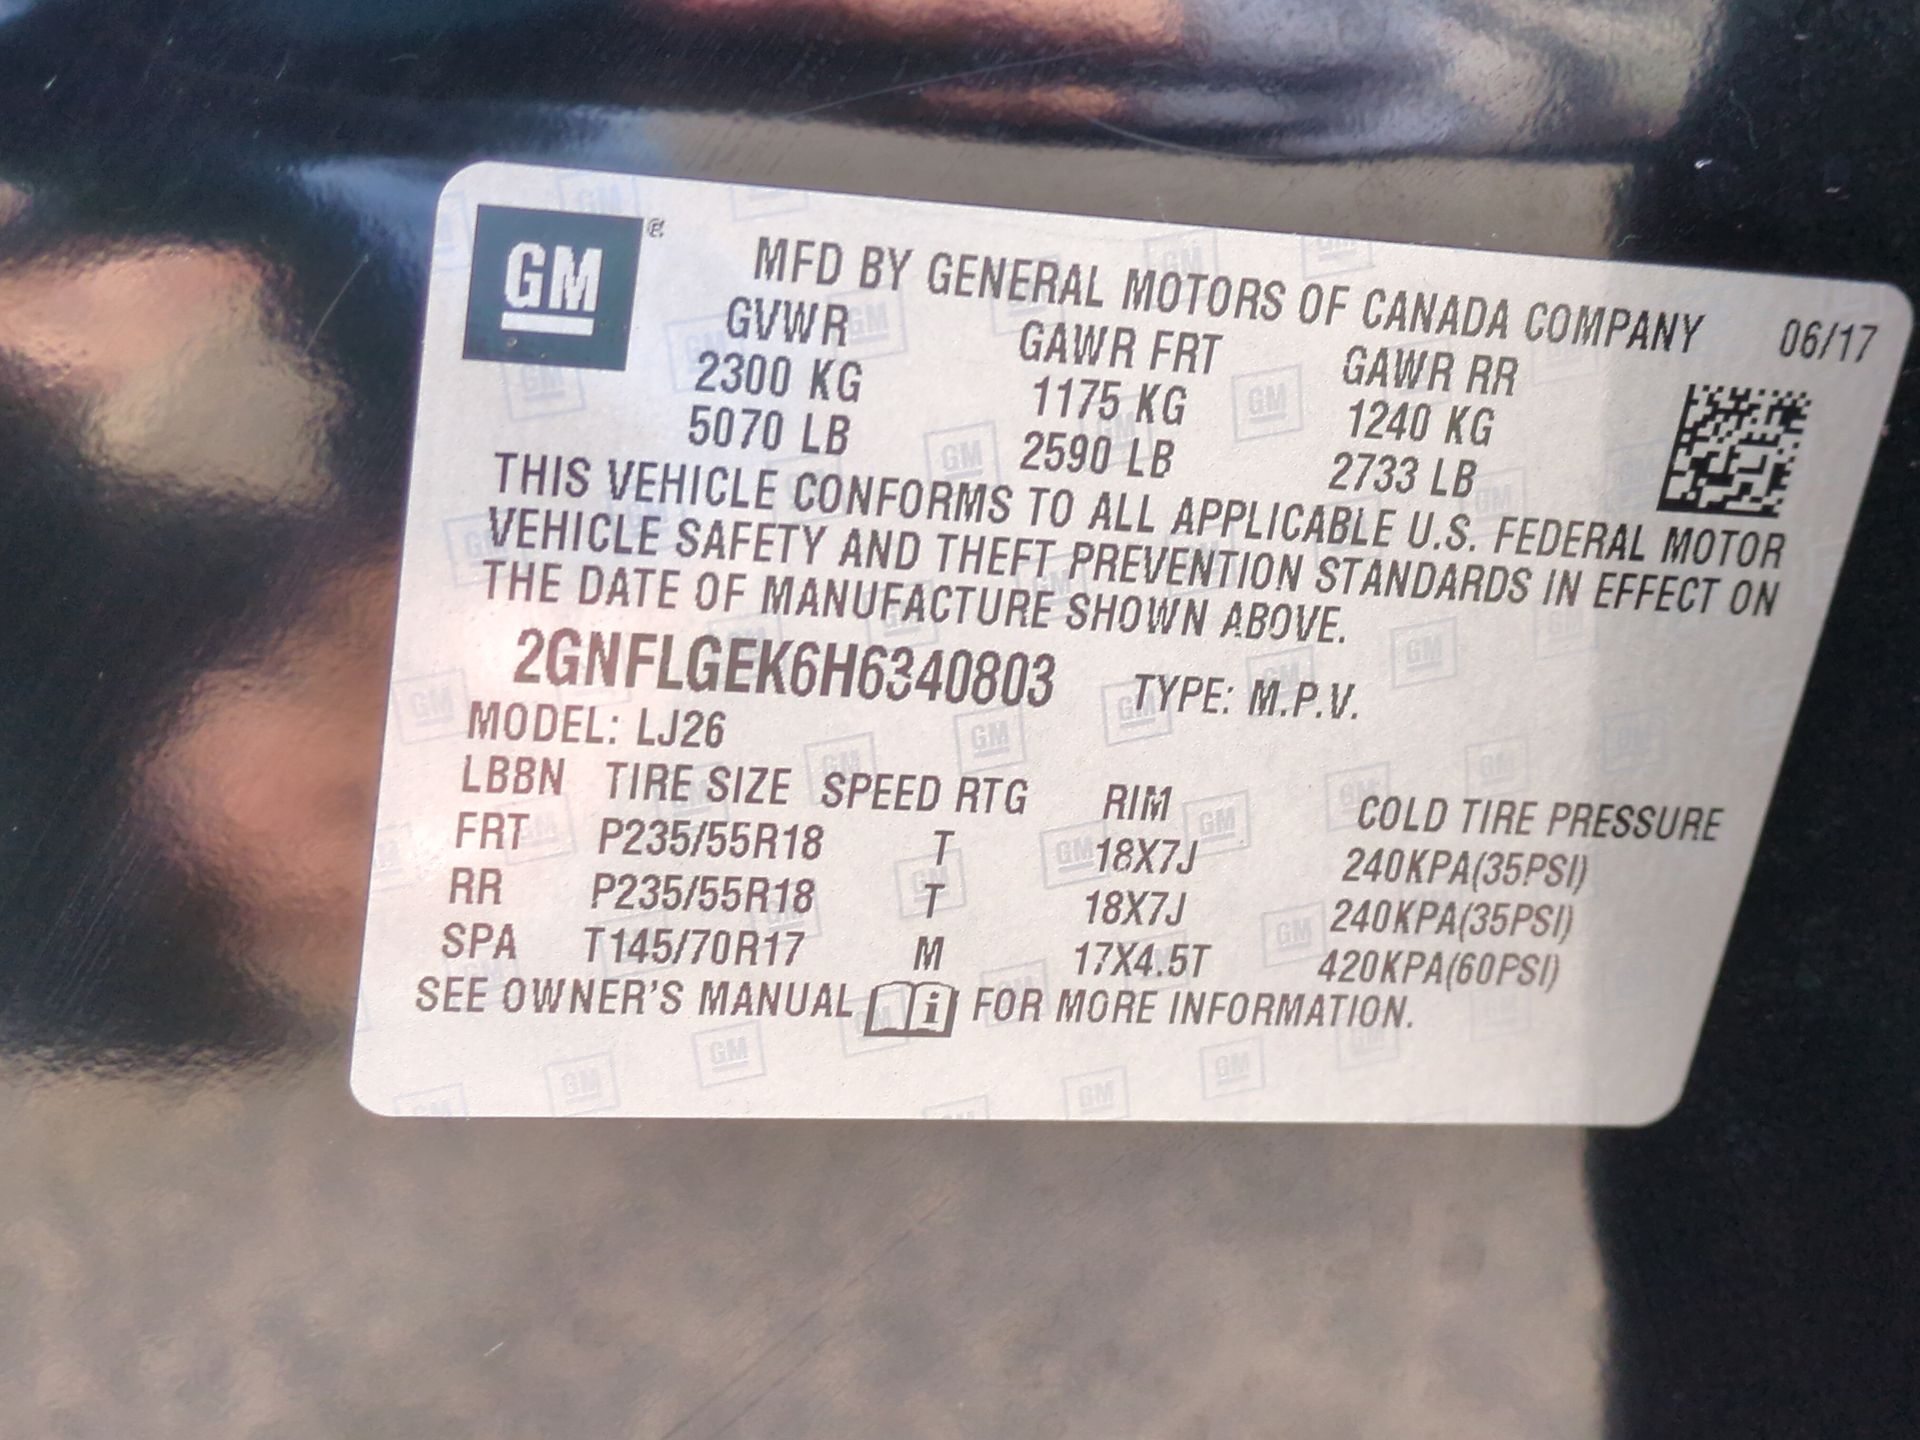 GM ®
MFD BY GENERAL MOTORS OF CANADA COMPANY 06/17
GVWR GAWR FRT GAWR RR
2300 KG 1175 KG 1240 KG
5070 LB 2590 LB 2733 LB
THIS VEHICLE CONFORMS TO ALL APPLICABLE U.S. FEDERAL MOTOR
VEHICLE SAFETY AND THEFT PREVENTION STANDARDS IN EFFECT ON
THE DATE OF MANUFACTURE SHOWN ABOVE.
2GNFLGEK6H6340803 TYPE: M.P.V.
MODEL: LJ26
LBBN TIRE SIZE SPEED RTG RIM COLD TIRE PRESSURE
FRT P235/55R18 T 18X7J 240KPA(35PSI)
RR P235/55R18 T 18X7J 240KPA(35PSI)
SPA T145/70R17 M 17X4.5T 420KPA(60PSI)
SEE OWNER'S MANUAL i FOR MORE INFORMATION.